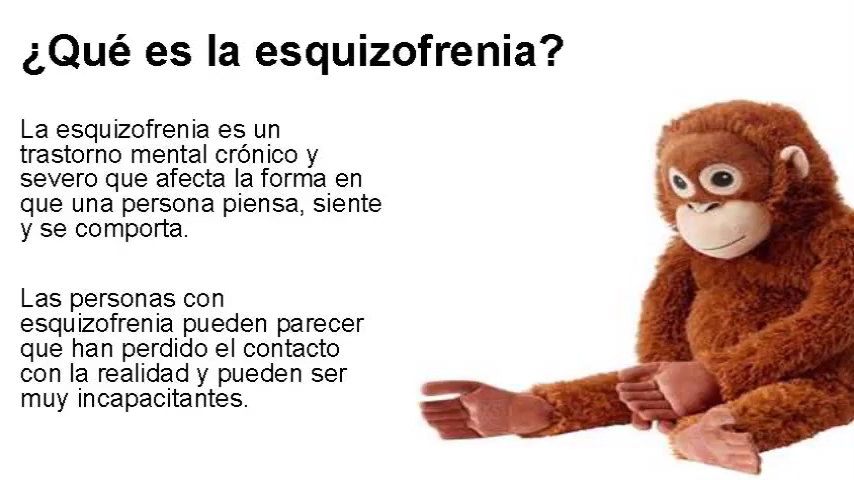 ¿Qué es la esquizofrenia?
La esquizofrenia es un
trastorno mental crónico y
severo que afecta la forma en
que una persona piensa, siente
y se comporta.
Las personas con
esquizofrenia pueden parecer
que han perdido el contacto
con la realidad y pueden ser
muy incapacitantes.